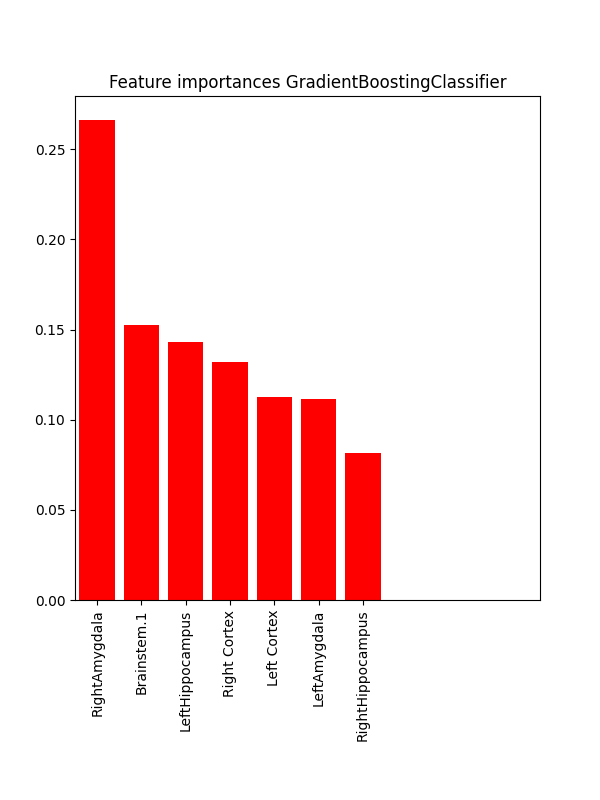 Feature importances GradientBoostingClassifier
0.25
0.20
0.15
0.10
0.05
0.00
RightAmygdala
Brainstem.1
LeftHippocampus
Right Cortex
Left Cortex
LeftAmygdala
RightHippocampus